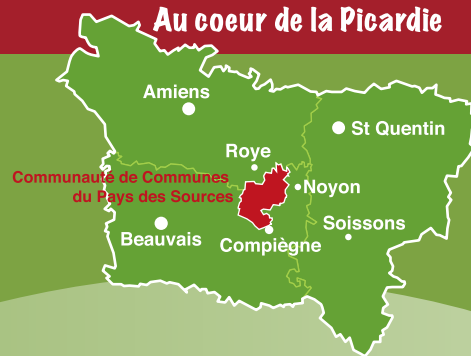 Au coeur de la Picardie
Amiens
St Quentin
Roye
Communauté de Communes
du Pays des Sources
Noyon
Soissons
Beauvais
Compiègne